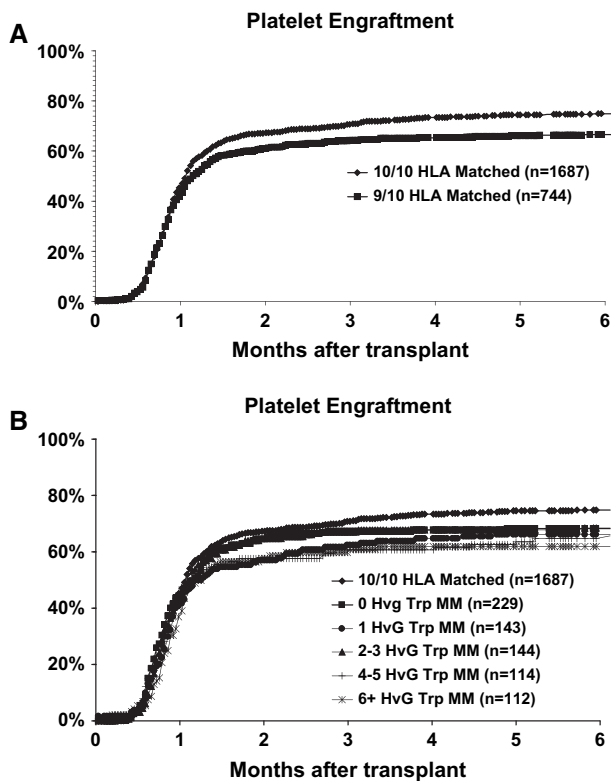 A
Platelet Engraftment
100%
80%
60%
40%
20%
0%
10/10 HLA Matched (n=1687)
9/10 HLA Matched (n=744)
0 1 2 3 4 5 6
Months after transplant
B
Platelet Engraftment
100%
80%
60%
40%
20%
0%
10/10 HLA Matched (n=1687)
0 Hvg Trp MM (n=229)
1 HvG Trp MM (n=143)
2-3 HvG Trp MM (n=144)
4-5 HvG Trp MM (n=114)
6+ HvG Trp MM (n=112)
0 1 2 3 4 5 6
Months after transplant